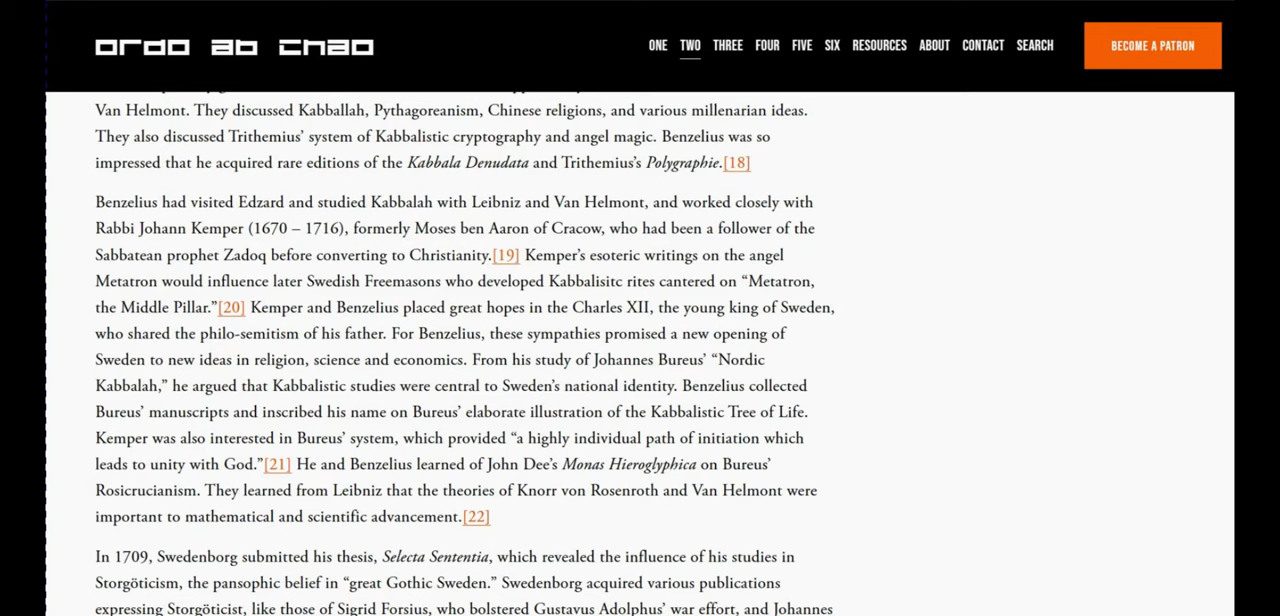 ordo ab chao
ONE TWO THREE FOUR FIVE SIX RESOURCES ABOUT CONTACT SEARCH
BECOME A PATRON
Van Helmont. They discussed Kabballah, Pythagoreanism, Chinese religions, and various millenarian ideas.
They also discussed Trithemius’ system of Kabbalistic cryptography and angel magic. Benzelius was so
impressed that he acquired rare editions of the Kabbala Denudata and Trithemius’s Polygraphie.[18]
Benzelius had visited Edzard and studied Kabbalah with Leibniz and Van Helmont, and worked closely with
Rabbi Johann Kemper (1670 – 1716), formerly Moses ben Aaron of Cracow, who had been a follower of the
Sabbatean prophet Zadoq before converting to Christianity.[19] Kemper’s esoteric writings on the angel
Metatron would influence later Swedish Freemasons who developed Kabbalisitc rites cantered on “Metatron,
the Middle Pillar.”[20] Kemper and Benzelius placed great hopes in the Charles XII, the young king of Sweden,
who shared the philo-semitism of his father. For Benzelius, these sympathies promised a new opening of
Sweden to new ideas in religion, science and economics. From his study of Johannes Bureus’ “Nordic
Kabbalah,” he argued that Kabbalistic studies were central to Sweden’s national identity. Benzelius collected
Bureus’ manuscripts and inscribed his name on Bureus’ elaborate illustration of the Kabbalistic Tree of Life.
Kemper was also interested in Bureus’ system, which provided “a highly individual path of initiation which
leads to unity with God.”[21] He and Benzelius learned of John Dee’s Monas Hieroglyphica on Bureus’
Rosicrucianism. They learned from Leibniz that the theories of Knorr von Rosenroth and Van Helmont were
important to mathematical and scientific advancement.[22]
In 1709, Swedenborg submitted his thesis, Selecta Sententia, which revealed the influence of his studies in
Storgöticism, the pansophic belief in “great Gothic Sweden.” Swedenborg acquired various publications
expressing Storgöticist, like those of Sigrid Forsius, who bolstered Gustavus Adolphus’ war effort, and Johannes